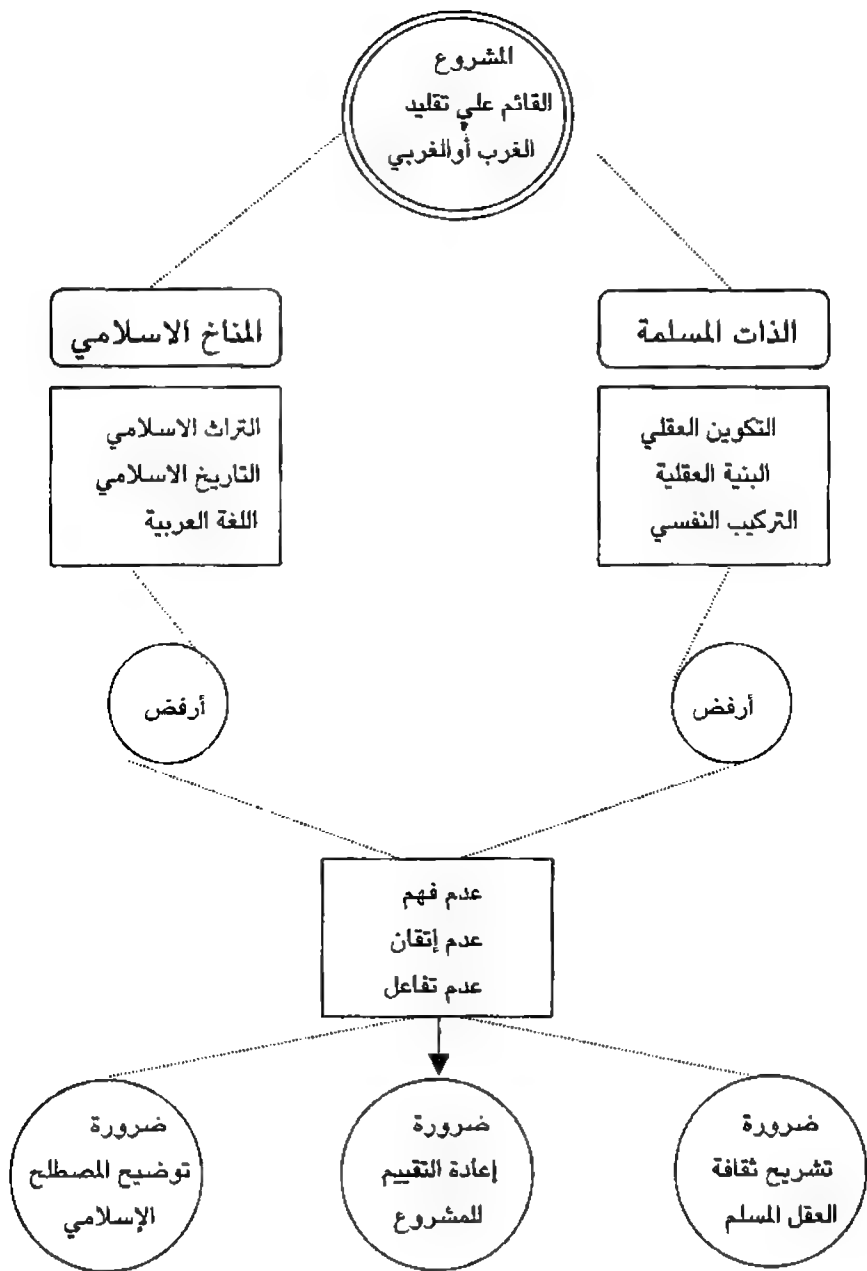 المشروع
القائم علي تقليد
الغرب أوالغربي
الذات المسلمة
المناخ الاسلامي
التكوين العقلي
البنية العقلية
التركيب النفسي
التراث الاسلامي
التاريخ الاسلامي
اللغة العربية
أرفض
أرفض
عدم فهم
عدم إتقان
عدم تفاعل
ضرورة
تشريح ثقافة
العقل المسلم
ضرورة
إعادة التقييم
للمشروع
ضرورة
توضيح المصطلح
الإسلامي